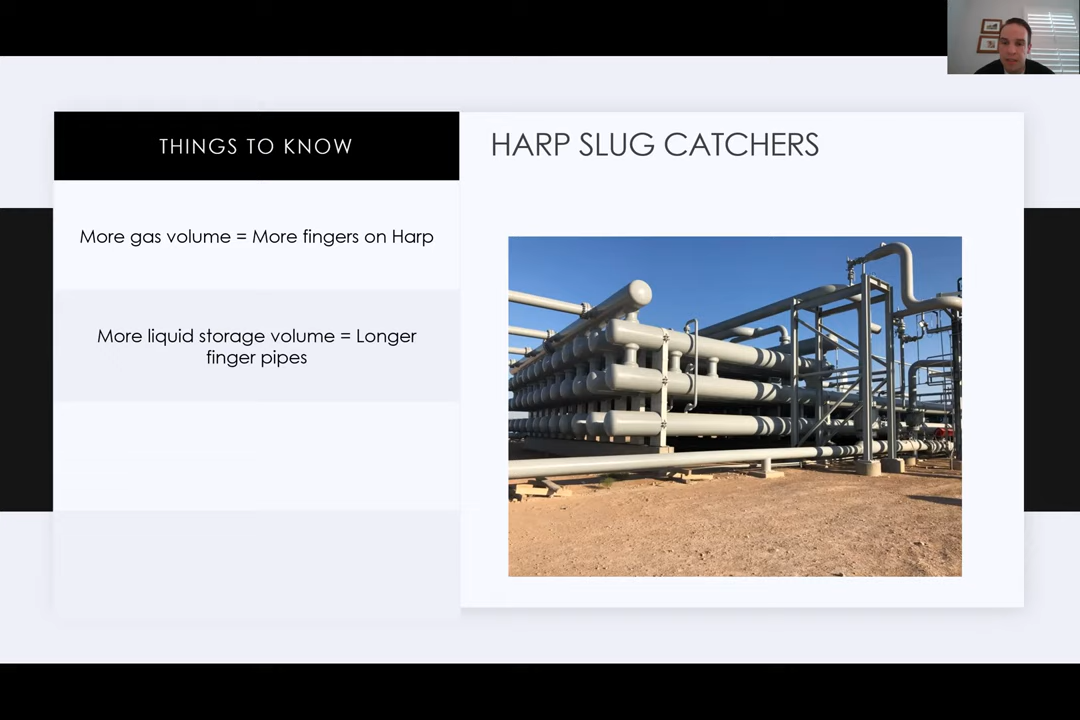 THINGS TO KNOW
HARP SLUG CATCHERS
More gas volume = More fingers on Harp
More liquid storage volume = Longer
finger pipes